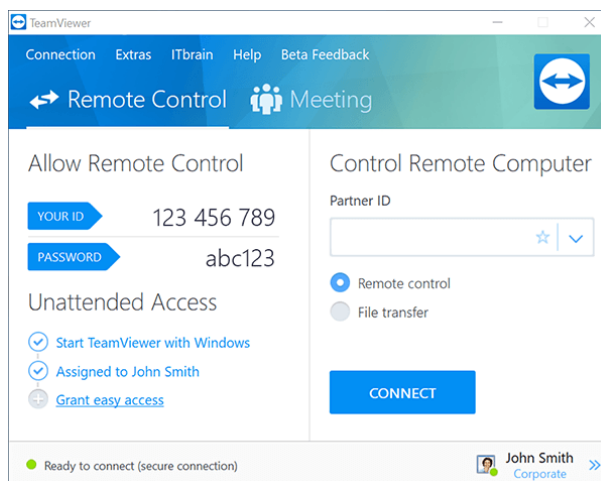 TeamViewer
Connection Extras ITbrain Help Beta Feedback
Remote Control Meeting
Allow Remote Control
YOUR ID 123 456 789
PASSWORD abc123
Unattended Access
Start TeamViewer with Windows
Assigned to John Smith
Grant easy access
Control Remote Computer
Partner ID
Remote control
File transfer
CONNECT
Ready to connect (secure connection)
John Smith
Corporate